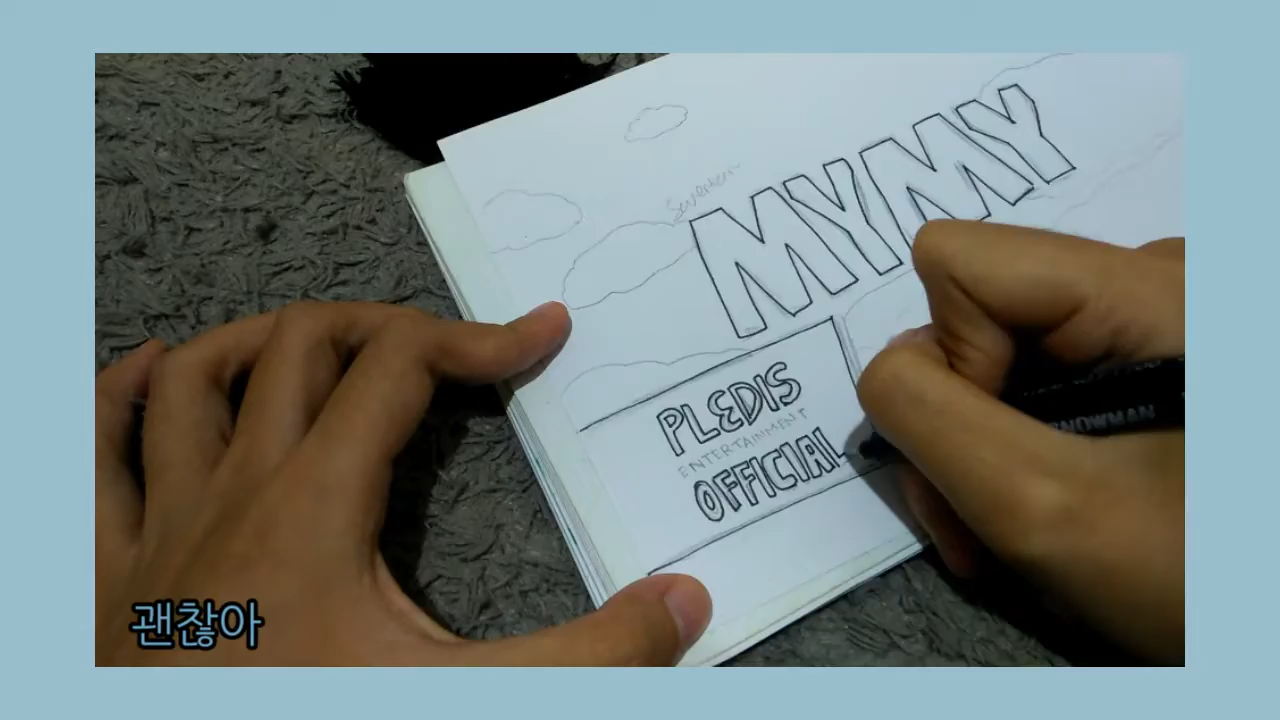 Seventeen
MYMY
PLEDIS
ENTERTAINMENT
OFFICIAL
SNOWMAN
괜찮아